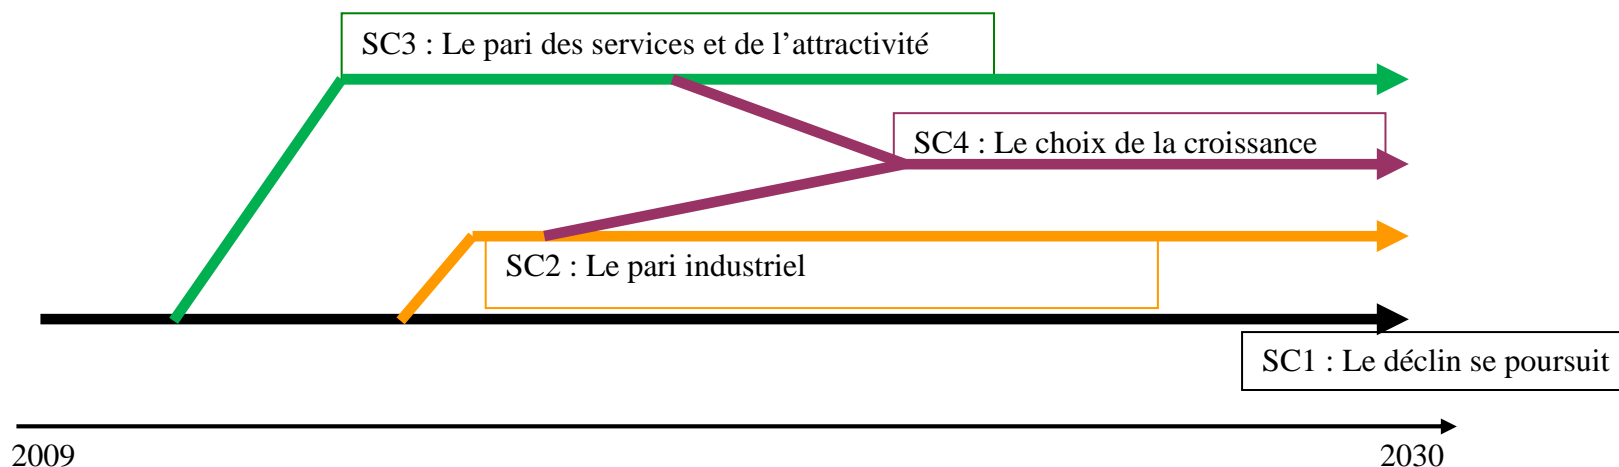 SC3 : Le pari des services et de l’attractivité
SC4 : Le choix de la croissance
SC2 : Le pari industriel
SC1 : Le déclin se poursuit
2009
2030